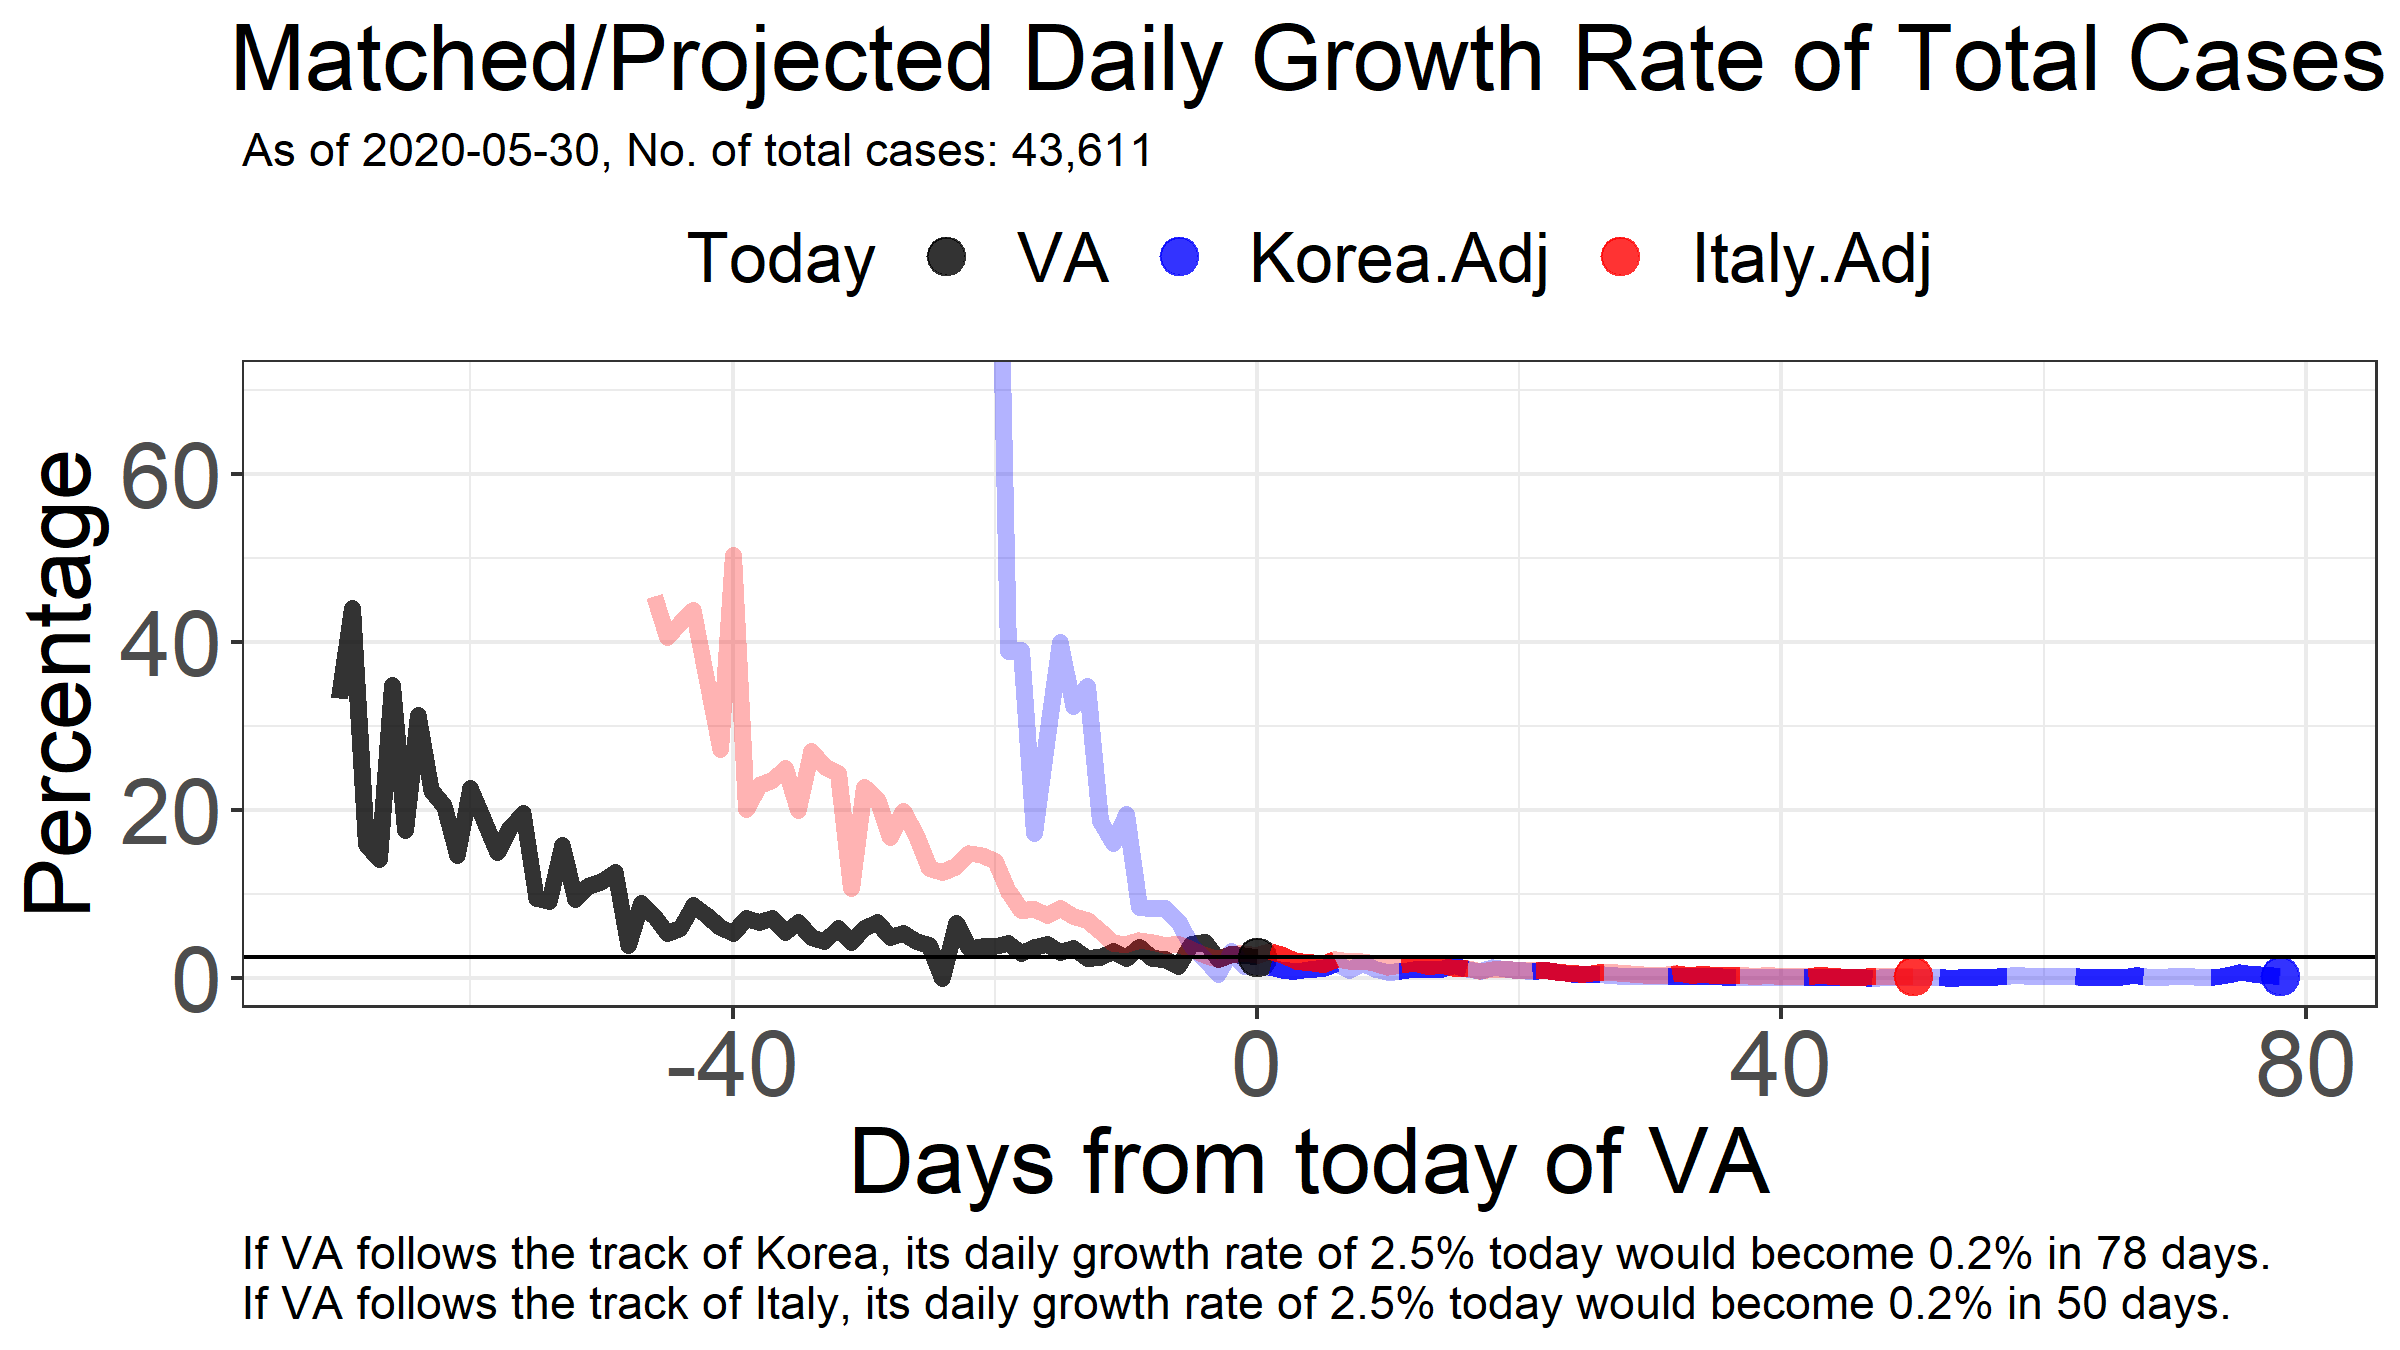 Matched/Projected Daily Growth Rate of Total Cases
As of 2020-05-30, No. of total cases: 43,611
Today VA Korea.Adj Italy.Adj
Percentage
60
40
20
0
-40 0 40 80
Days from today of VA
If VA follows the track of Korea, its daily growth rate of 2.5% today would become 0.2% in 78 days.
If VA follows the track of Italy, its daily growth rate of 2.5% today would become 0.2% in 50 days.